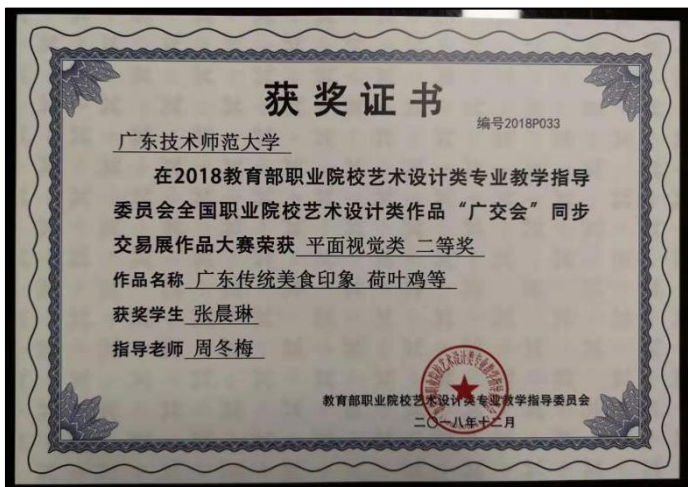 获奖证书
编号2018P033
广东技术师范大学
在2018教育部职业院校艺术设计类专业教学指导
委员会全国职业院校艺术设计类作品“广交会”同步
交易展作品大赛荣获 平面视觉类 二等奖
作品名称 广东传统美食印象 荷叶鸡等
获奖学生 张晨琳
指导老师 周冬梅
教育部职业院校艺术设计类专业教学指导委员会
二〇一八年十二月